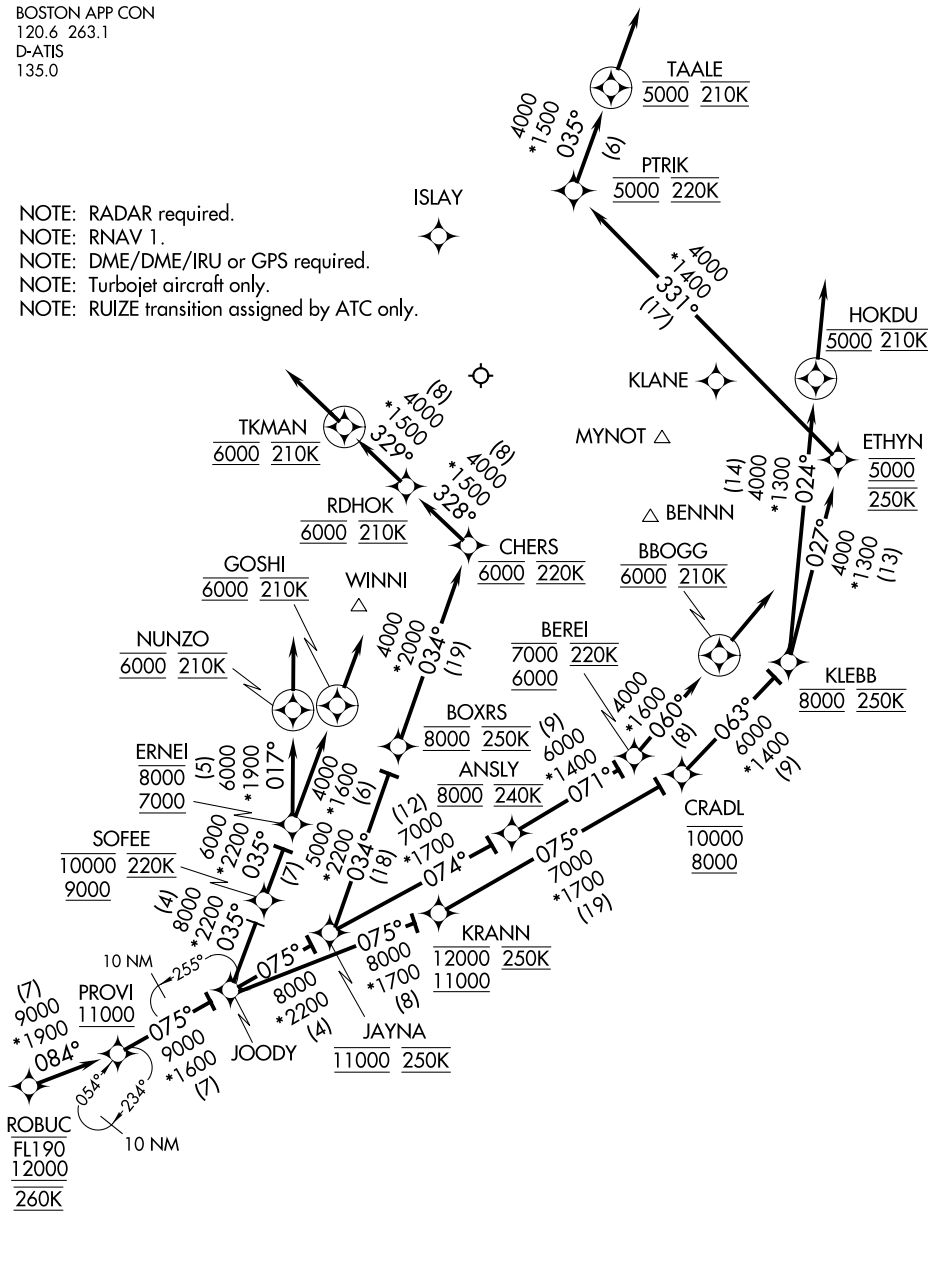 BOSTON APP CON
120.6 263.1
D-ATIS
135.0
NOTE: RADAR required.
NOTE: RNAV 1.
NOTE: DME/DME/IRU or GPS required.
NOTE: Turbojet aircraft only.
NOTE: RUIZE transition assigned by ATC only.
TAALE
5000 210K
4000
*1500
035°
(6)
PTRIK
5000 220K
ISLAY
4000
*1400
331°
(17)
HOKDU
5000 210K
KLANE
MYNOT
ETHYN
5000
250K
(14)
4000
*1300
024°
027°
4000
*1300
(13)
BENNN
TKMAN
6000 210K
(8)
4000
*1500
329°
RDHOK
6000 210K
(8)
4000
*1500
328°
CHERS
6000 220K
GOSHI
6000 210K
WINNI
BBOGG
6000 210K
NUNZO
6000 210K
4000
*2000
034°
(19)
BEREI
7000 220K
6000
KLEBB
8000 250K
4000
*1600
060°
(8)
063°
6000
*1400
(9)
BOXRS
8000 250K
ERNEI
8000
7000
(5)
6000
*1900
017°
4000
*1600
(6)
ANSLY
8000 240K
(9)
6000
*1400
071°
CRADL
10000
8000
SOFEE
10000 220K
9000
6000
*2200
035°
(7)
5000
*2200
034°
(18)
(12)
7000
*1700
074°
075°
7000
*1700
(19)
(4)
8000
*2200
035°
KRANN
12000 250K
11000
075°
8000
*1700
(8)
075°
8000
*2200
(4)
JAYNA
11000 250K
JOODY
10 NM
255°
PROVI
11000
075°
9000
*1600
(7)
(7)
9000
*1900
084°
054°
234°
10 NM
ROBUC
FL190
12000
260K